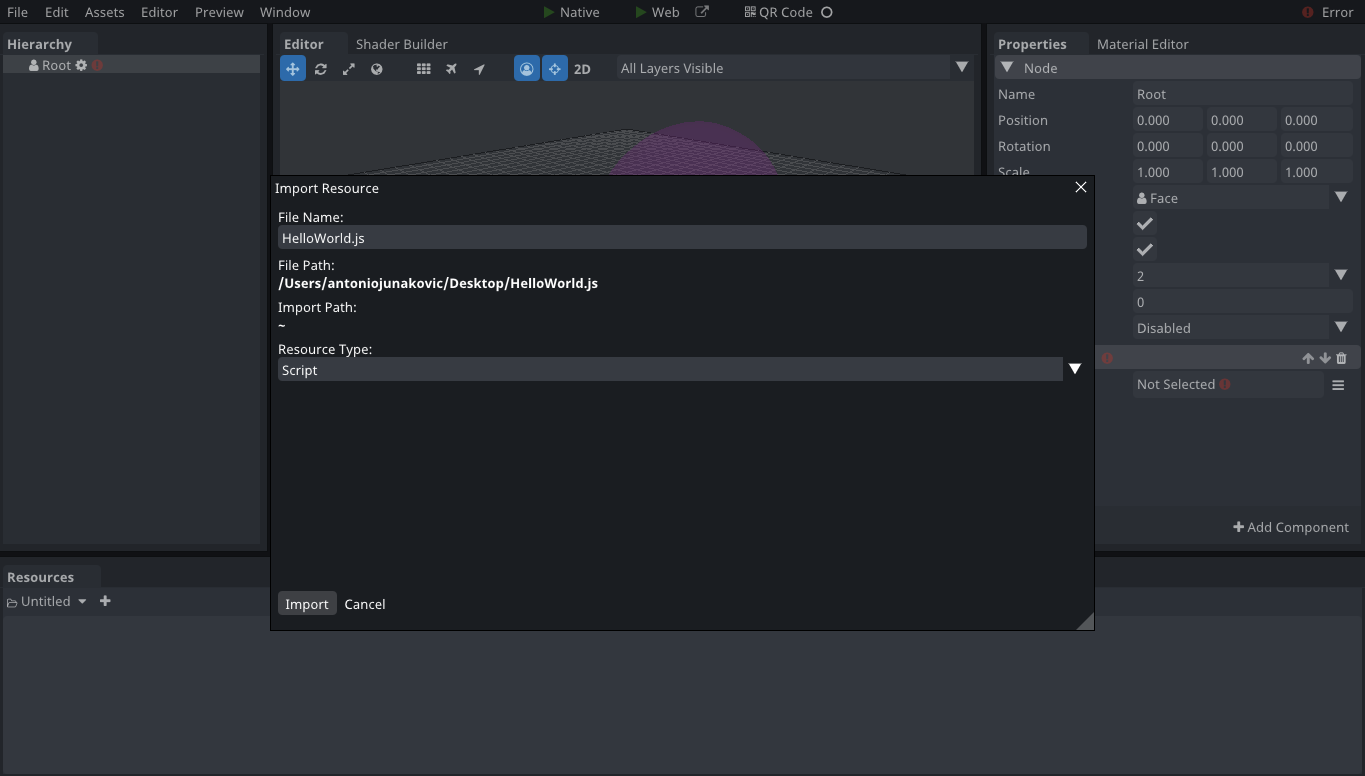 File Edit Assets Editor Preview Window Native Web QR Code Error
Hierarchy
Root
Editor Shader Builder
2D All Layers Visible
Properties Material Editor
Node
Name Root
Position 0.000 0.000 0.000
Rotation 0.000 0.000 0.000
Scale 1.000 1.000 1.000
Face
2
0
Disabled
Not Selected
Add Component
Import Resource
File Name:
HelloWorld.js
File Path:
/Users/antoniojunakovic/Desktop/HelloWorld.js
Import Path:
~
Resource Type:
Script
Import Cancel
Resources
Untitled